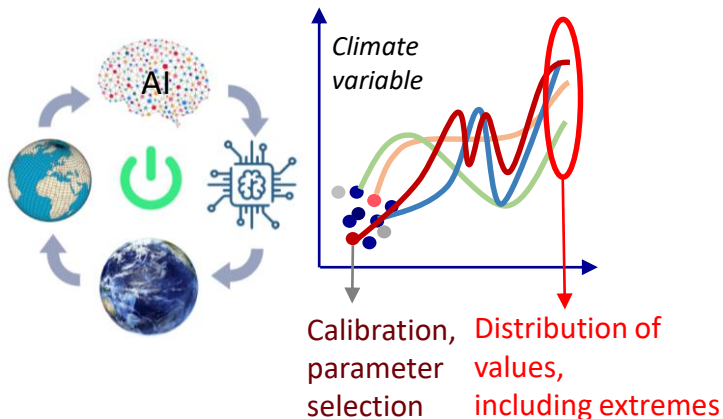 AI
Climate
variable
Calibration,
parameter
selection
Distribution of
values,
including extremes